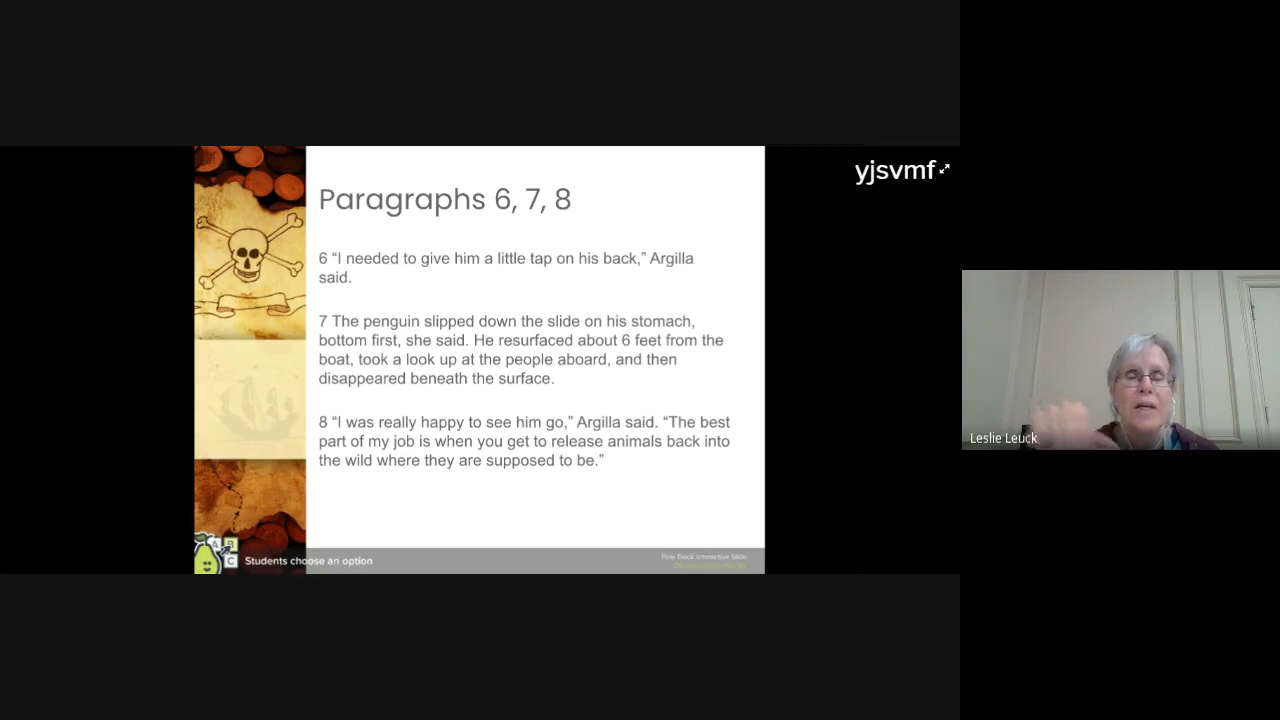 yjsvmf
Paragraphs 6, 7, 8
6 “I needed to give him a little tap on his back,” Argilla
said.
7 The penguin slipped down the slide on his stomach,
bottom first, she said. He resurfaced about 6 feet from the
boat, took a look up at the people aboard, and then
disappeared beneath the surface.
8 “I was really happy to see him go,” Argilla said. “The best
part of my job is when you get to release animals back into
the wild where they are supposed to be.”
Students choose an option
Pear Deck Interactive Slide
Leslie Leuck